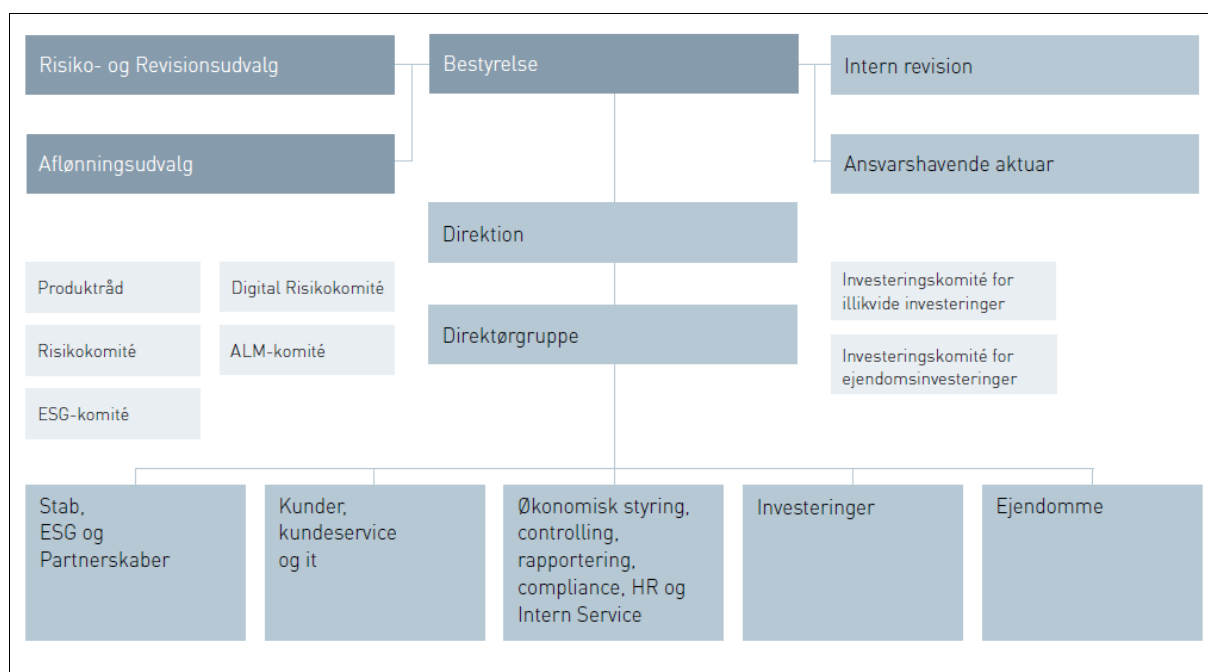 Risiko- og Revisionsudvalg
Bestyrelse
Intern revision
Aflønningsudvalg
Ansvarshavende aktuar
Direktion
Produktråd
Digital Risikokomité
Investeringskomité for
illikvide investeringer
Direktørgruppe
Risikokomité
ALM-komité
Investeringskomité for
ejendomsinvesteringer
ESG-komité
Stab,
ESG og
Partnerskaber
Kunder,
kundeservice
og it
Økonomisk styring,
controlling,
rapportering,
compliance, HR og
Intern Service
Investeringer
Ejendomme